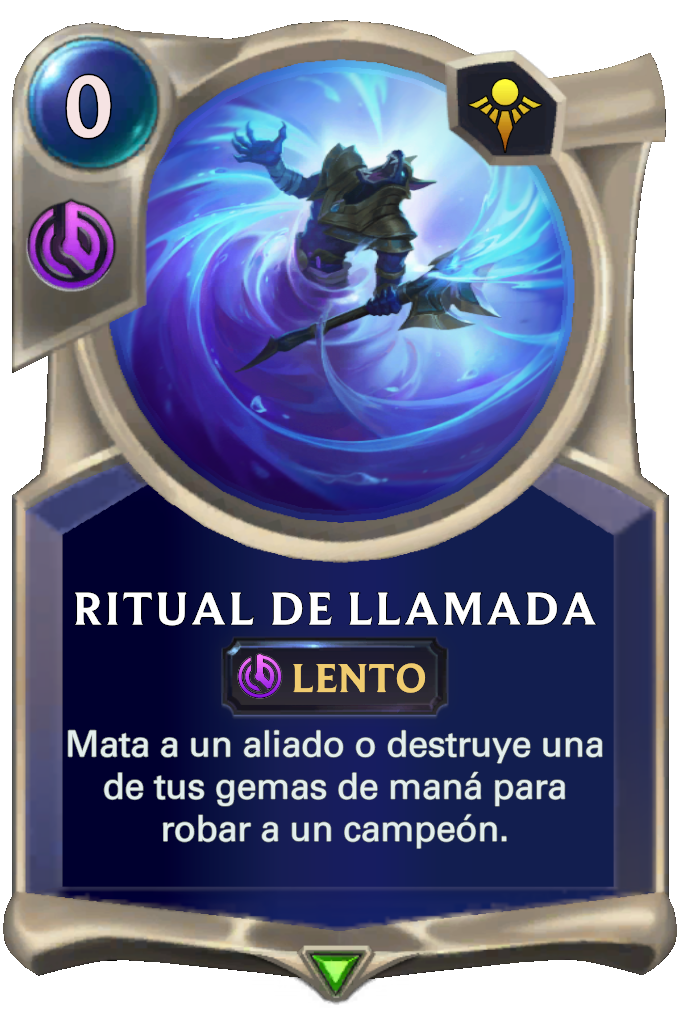 0
RITUAL DE LLAMADA
LENTO
Mata a un aliado o destruye una
de tus gemas de maná para
robar a un campeón.